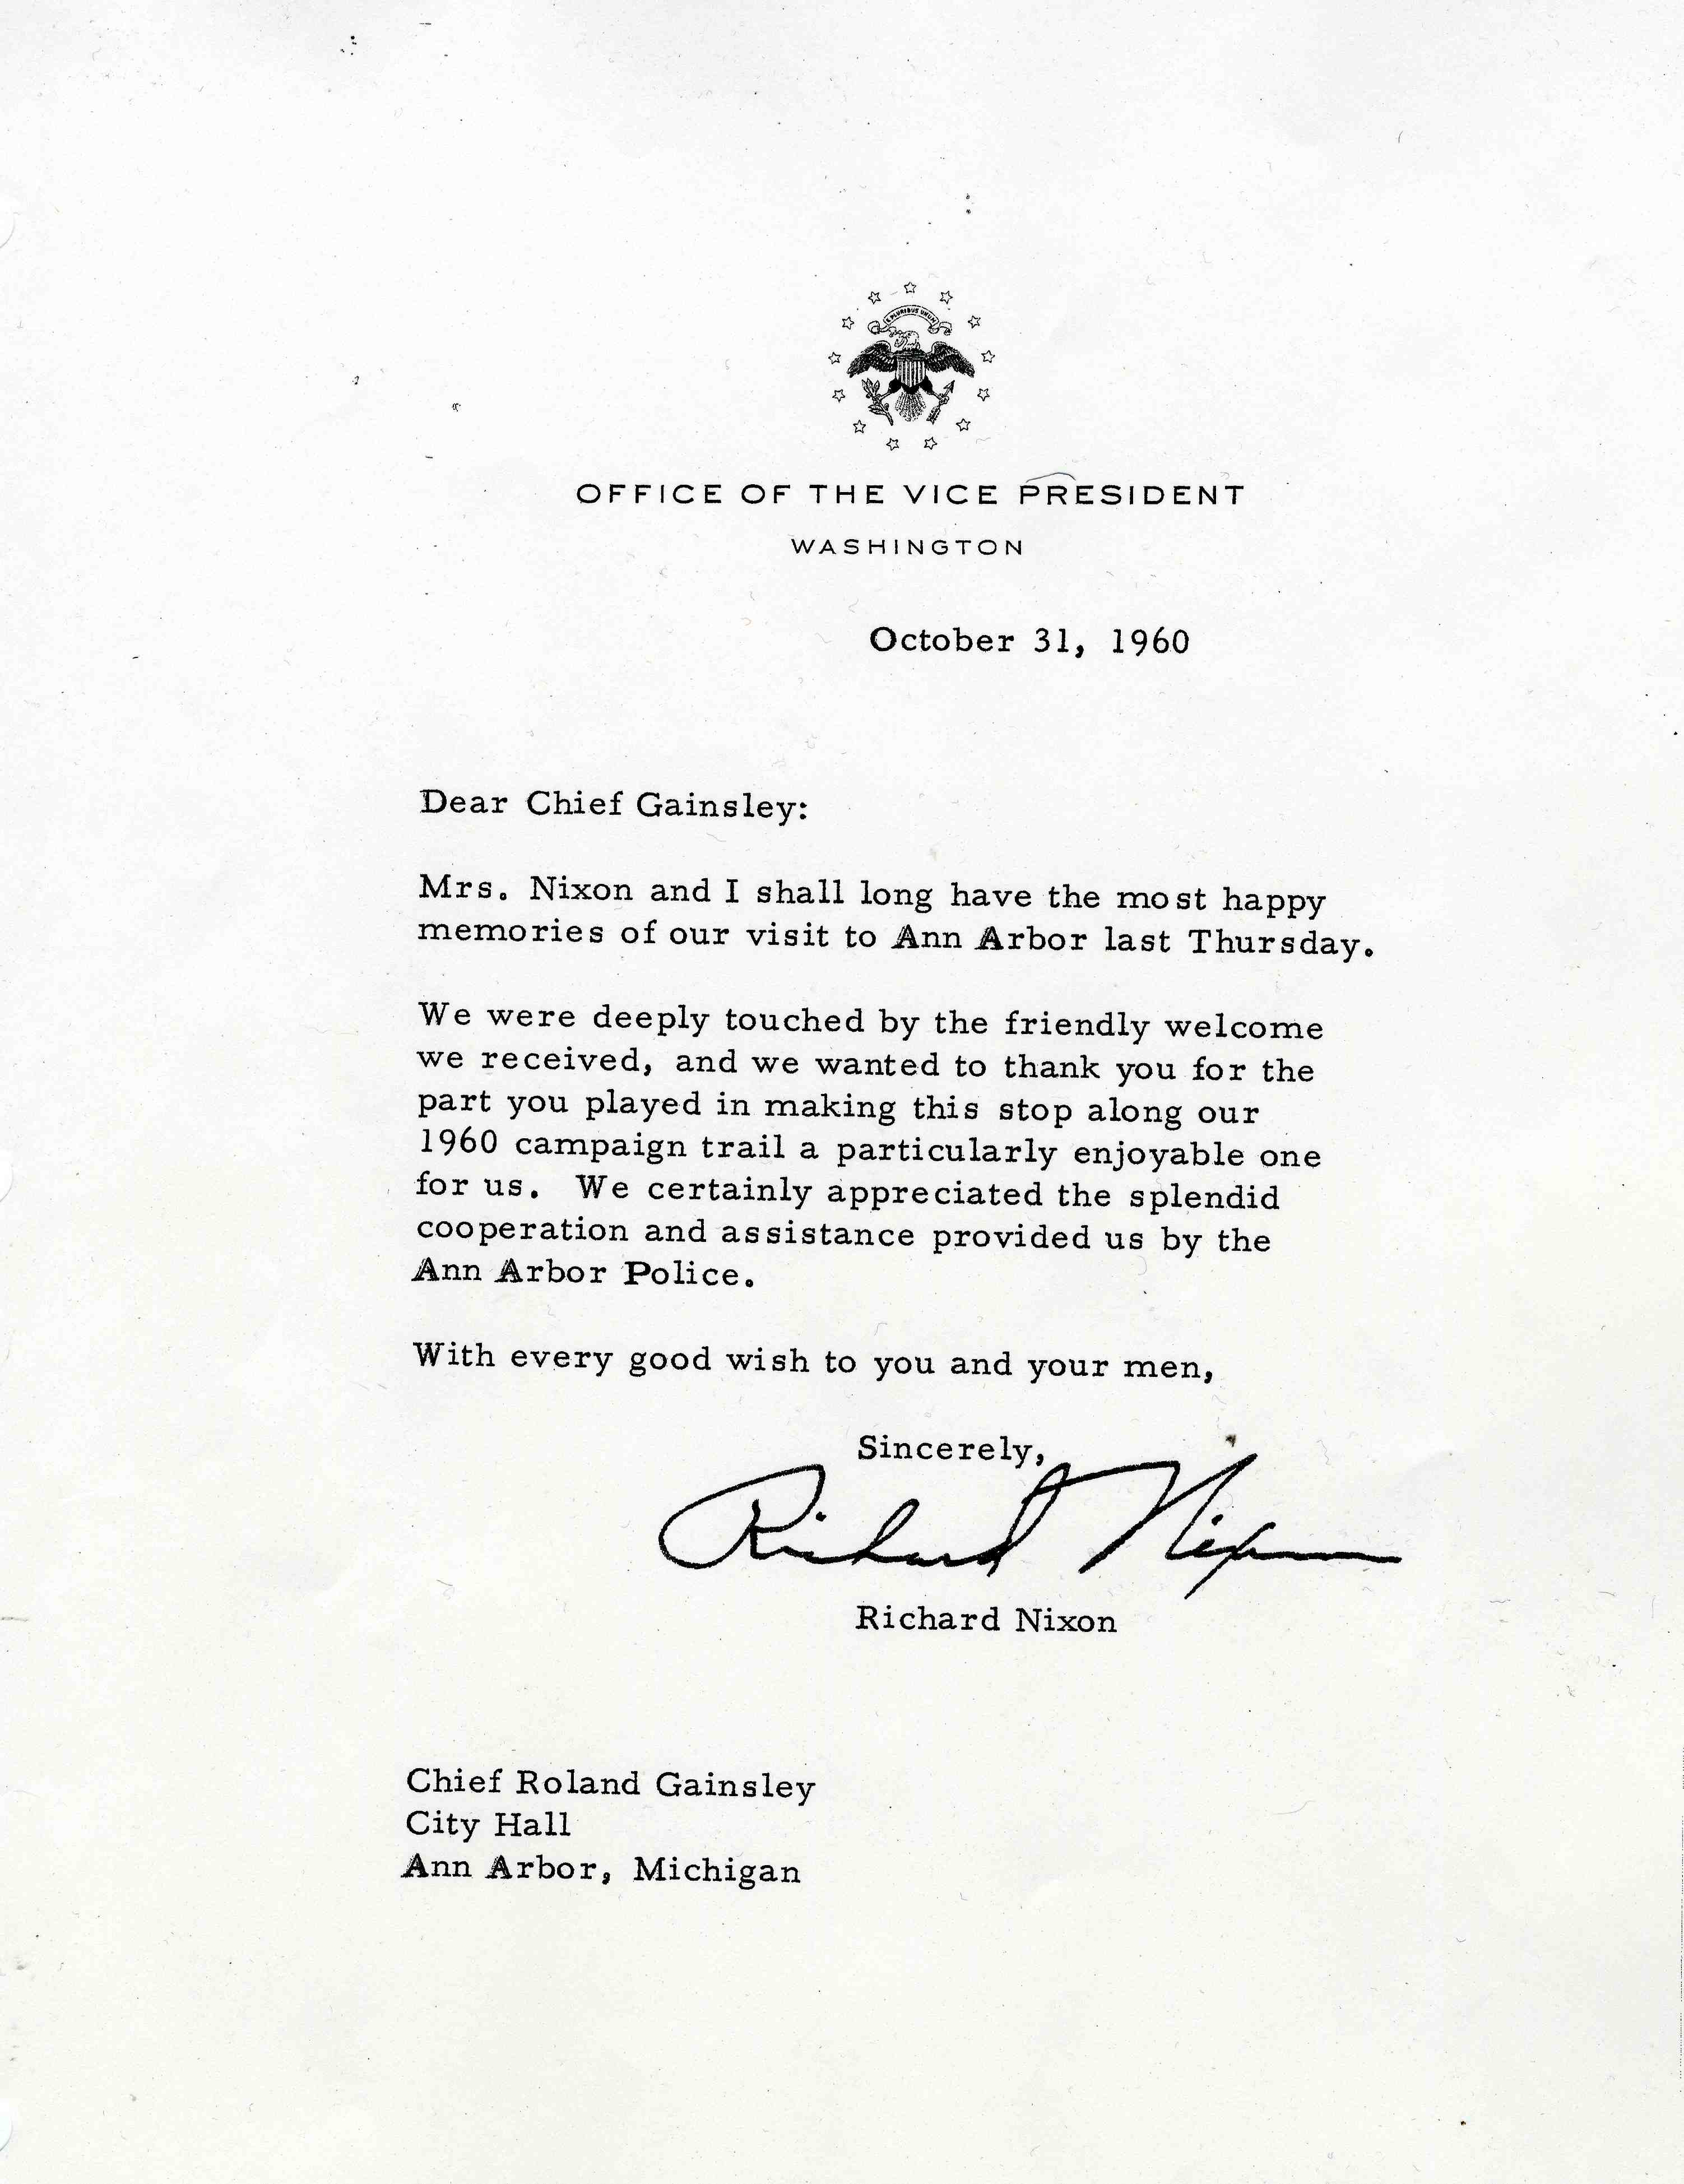 E PLURIBUS UNUM
OFFICE OF THE VICE PRESIDENT
WASHINGTON
October 31, 1960
Dear Chief Gainsley:
Mrs. Nixon and I shall long have the most happy
memories of our visit to Ann Arbor last Thursday.
We were deeply touched by the friendly welcome
we received, and we wanted to thank you for the
part you played in making this stop along our
1960 campaign trail a particularly enjoyable one
for us. We certainly appreciated the splendid
cooperation and assistance provided us by the
Ann Arbor Police.
With every good wish to you and your men,
Sincerely,
Richard Nixon
Richard Nixon
Chief Roland Gainsley
City Hall
Ann Arbor, Michigan